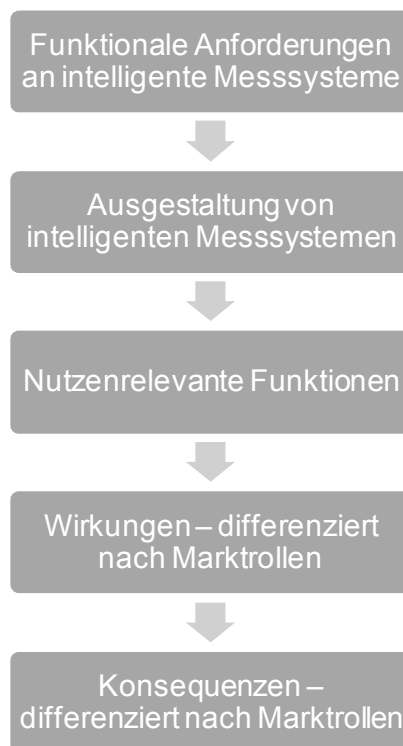 Funktionale Anforderungen
an intelligente Messsysteme
Ausgestaltung von
intelligenten Messsystemen
Nutzenrelevante Funktionen
Wirkungen – differenziert
nach Marktrollen
Konsequenzen –
differenziert nach Marktrollen